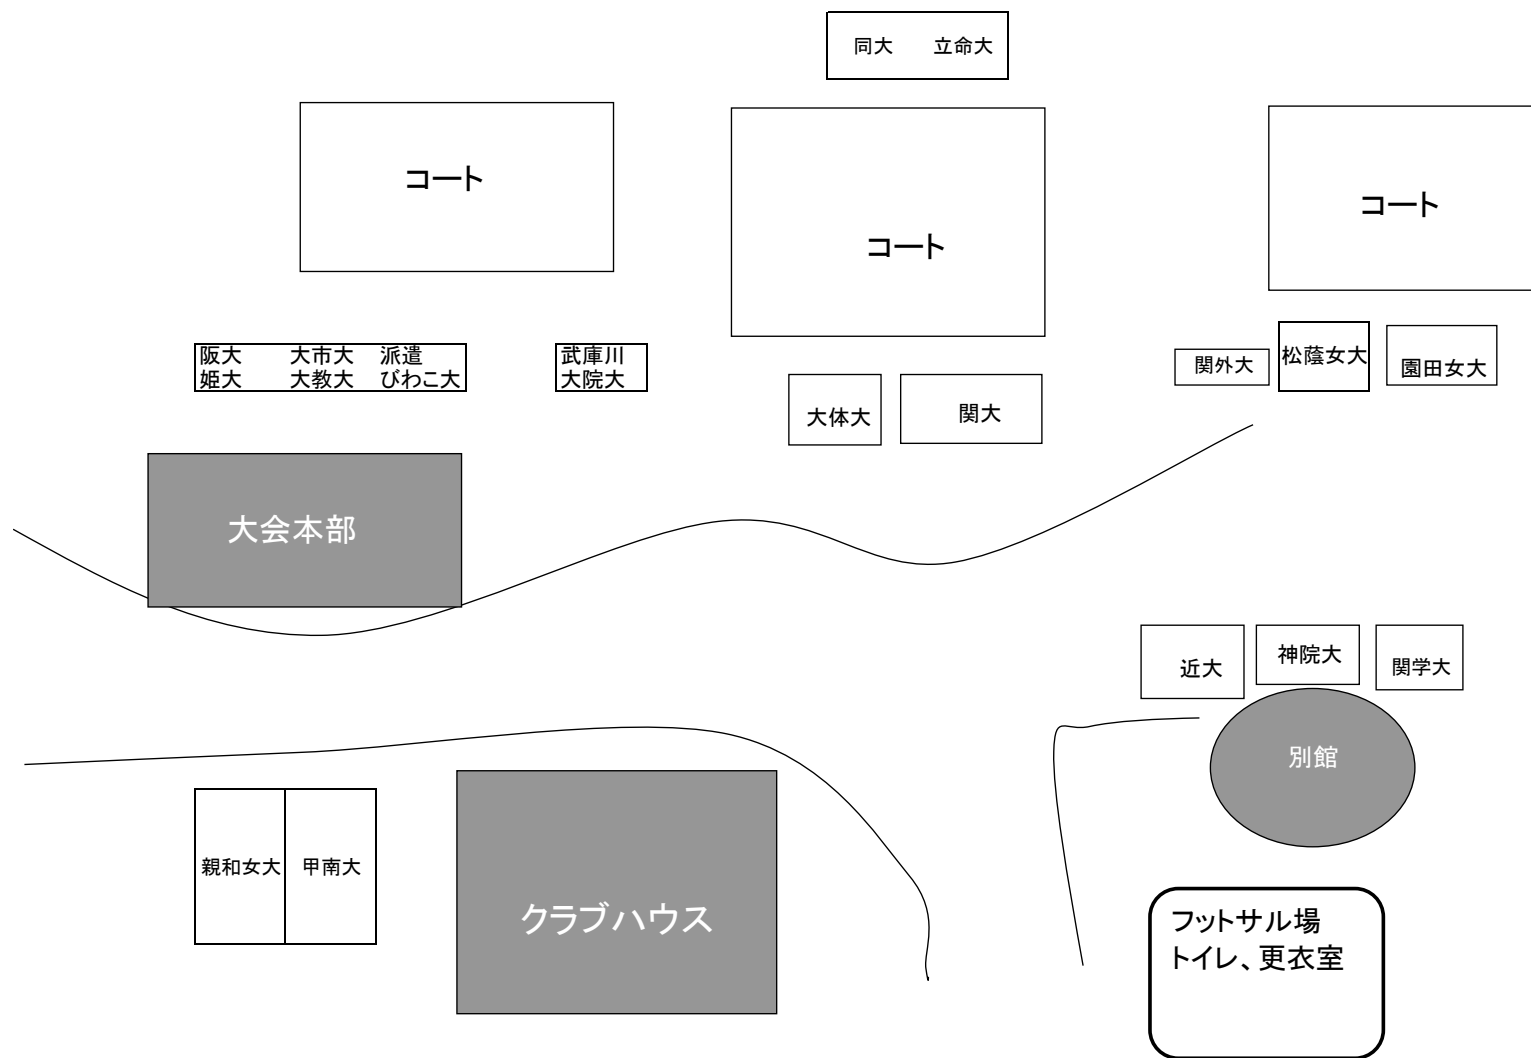 同大 立命大
コート
コート
コート
阪大 大市大 派遣
姫大 大教大 びわこ大
武庫川
大院大
大体大
関大
関外大
松蔭女大
園田女大
大会本部
近大
神院大
関学大
別館
親和女大
甲南大
クラブハウス
フットサル場
トイレ、更衣室